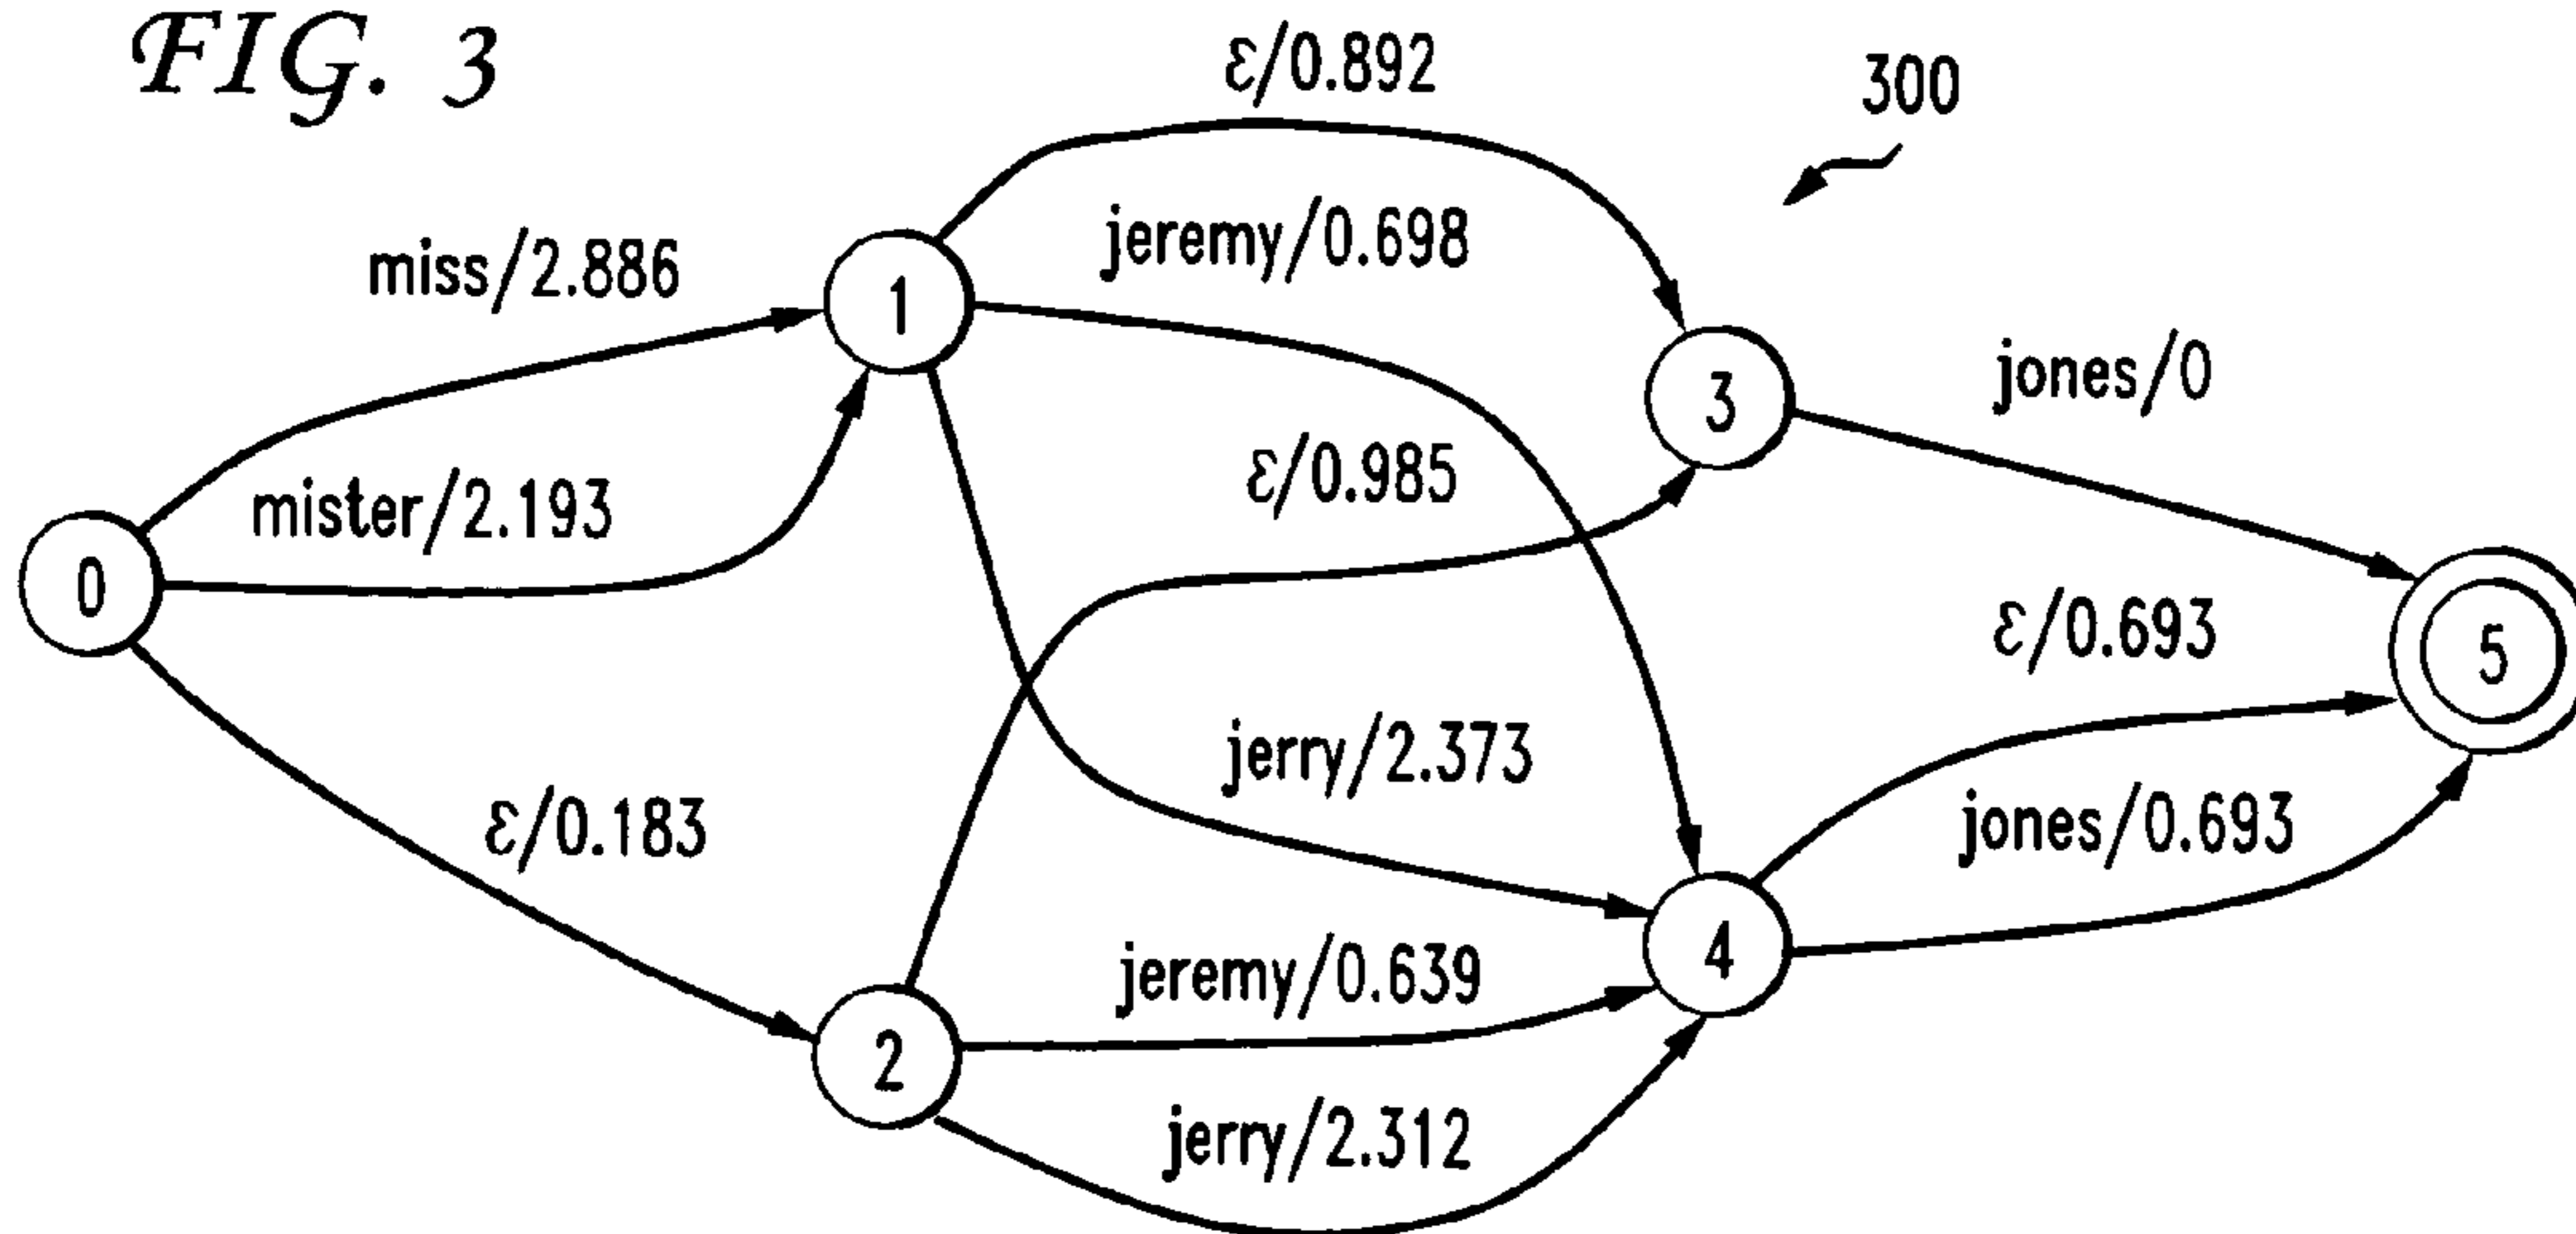 FIG. 3
ε/0.892
300
jeremy/0.698
miss/2.886
1
3
jones/0
ε/0.985
mister/2.193
0
ε/0.693
5
jerry/2.373
ε/0.183
jones/0.693
jeremy/0.639
4
2
jerry/2.312